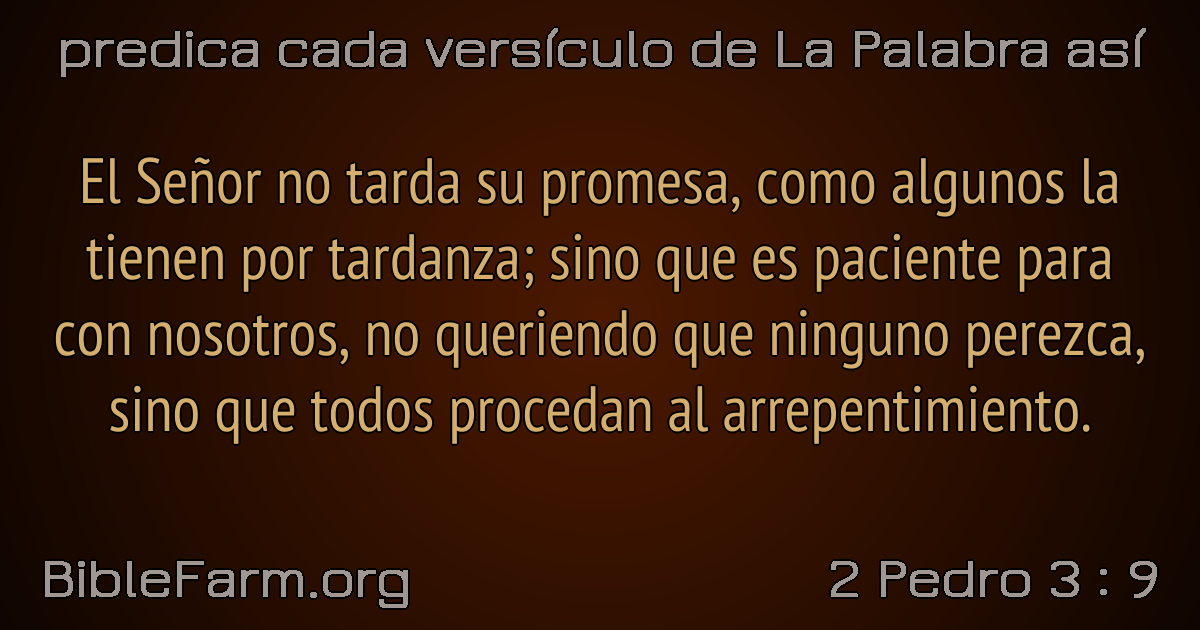 predica cada versículo de La Palabra así
El Señor no tarda su promesa, como algunos la
tienen por tardanza; sino que es paciente para
con nosotros, no queriendo que ninguno perezca,
sino que todos procedan al arrepentimiento.
BibleFarm.org
2 Pedro 3 : 9